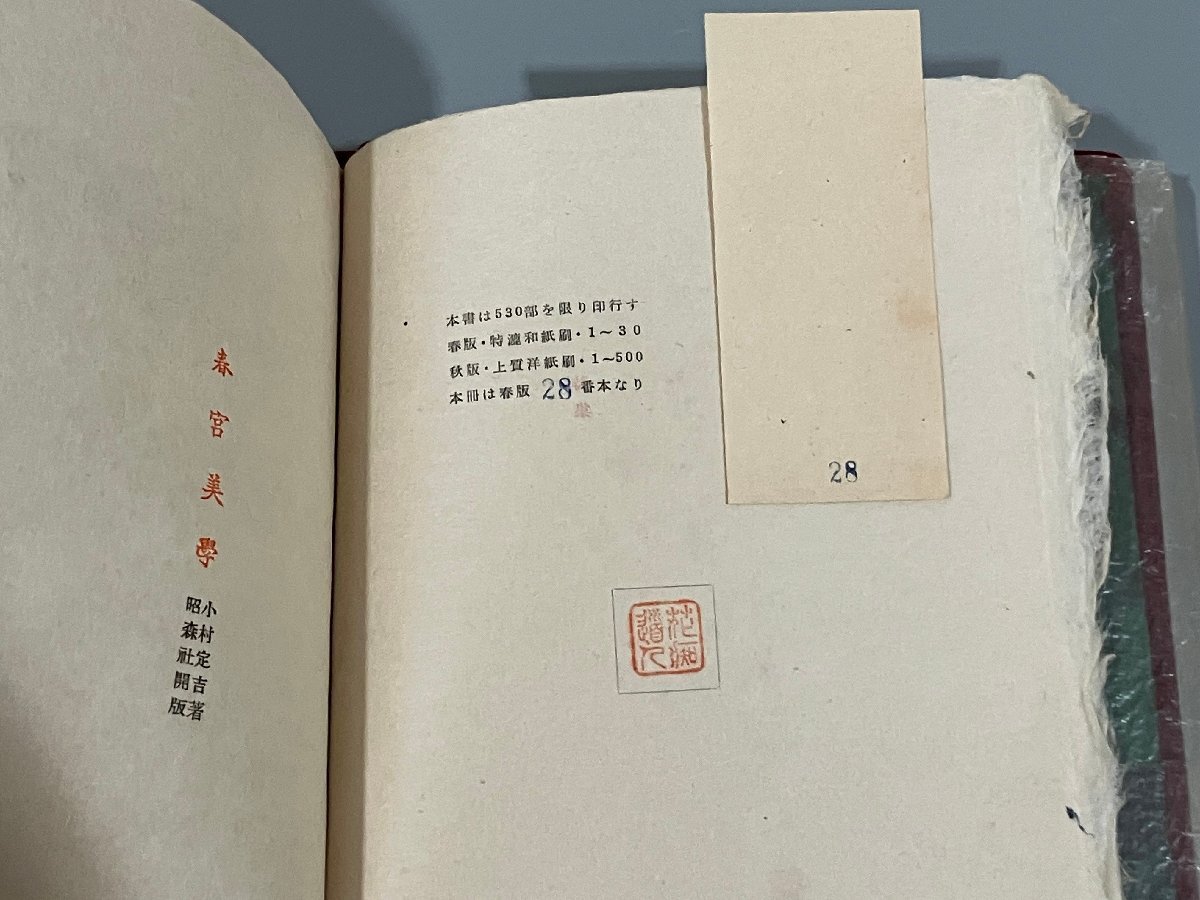 春宮美學
小村定吉著
昭森社開版
本書は530部を限り印行す
春版・特漉和紙刷・1～30
秋版・上質洋紙刷・1～500
本冊は春版 28 番本なり
28